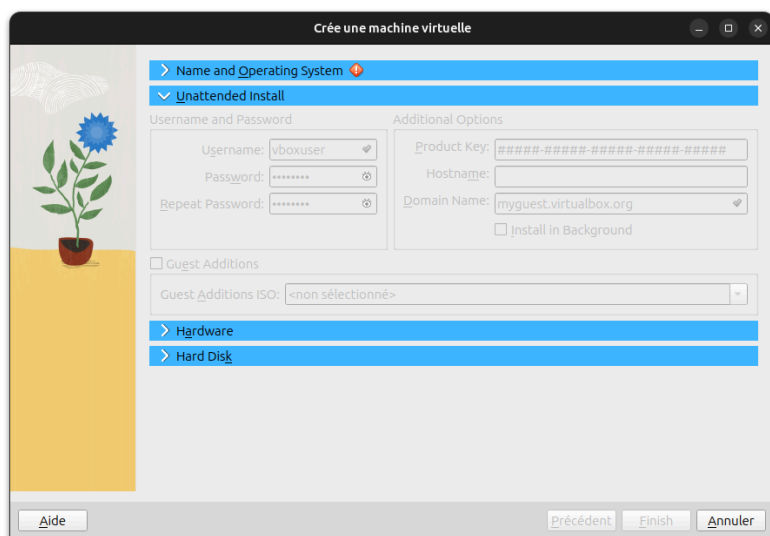 Crée une machine virtuelle
Name and Operating System
Unattended Install
Username and Password
Additional Options
Username: vboxuser
Product Key: #####-#####-#####-#####-#####
Password: ••••••••
Hostname:
Repeat Password: ••••••••
Domain Name: myguest.virtualbox.org
Install in Background
Guest Additions
Guest Additions ISO: <non sélectionné>
Hardware
Hard Disk
Aide
Précédent
Finish
Annuler